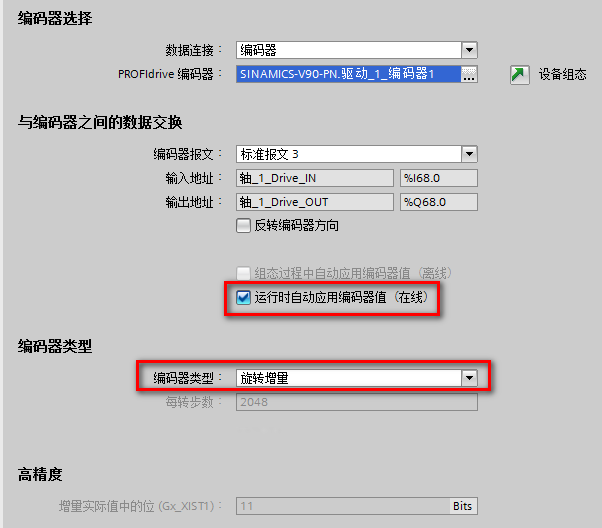 编码器选择
数据连接： 编码器
PROFIdrive 编码器： SINAMICS-V90-PN.驱动_1_编码器1 ... 设备组态
与编码器之间的数据交换
编码器报文： 标准报文 3
输入地址： 轴_1_Drive_IN %I68.0
输出地址： 轴_1_Drive_OUT %Q68.0
反转编码器方向
组态过程中自动应用编码器值（离线）
运行时自动应用编码器值（在线）
编码器类型
编码器类型： 旋转增量
每转步数： 2048
高精度
增量实际值中的位 (Gx_XIST1)： 11 Bits